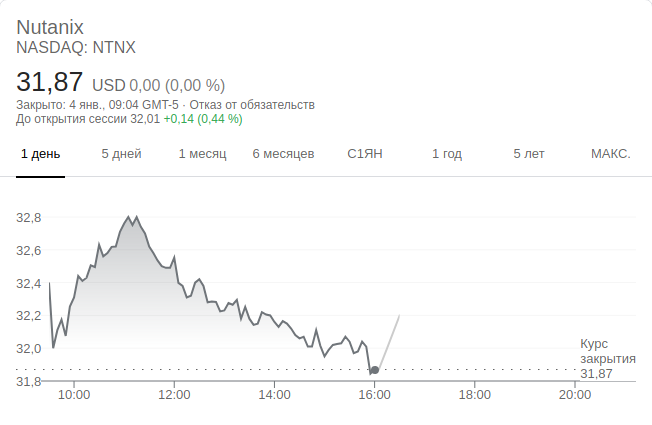 Nutanix
NASDAQ: NTNX
31,87 USD 0,00 (0,00 %)
Закрыто: 4 янв., 09:04 GMT-5 · Отказ от обязательств
До открытия сессии 32,01 +0,14 (0,44 %)
1 день 5 дней 1 месяц 6 месяцев С1ЯН 1 год 5 лет МАКС.
32,8
32,6
32,4
32,2
32,0
31,8
Курс
закрытия
31,87
10:00 12:00 14:00 16:00 18:00 20:00